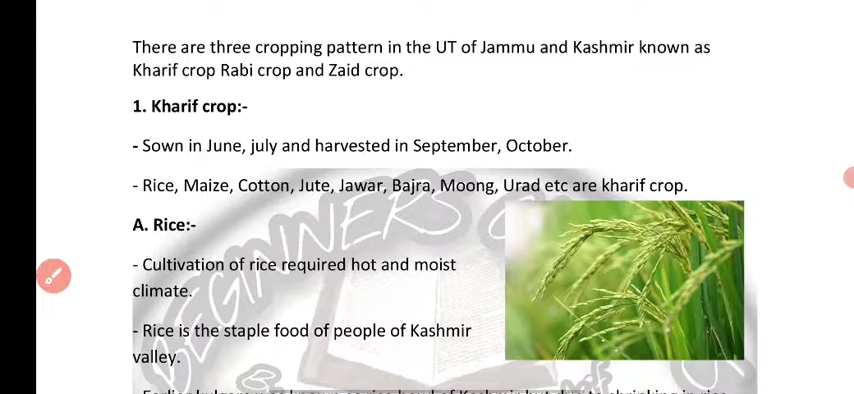 There are three cropping pattern in the UT of Jammu and Kashmir known as
Kharif crop Rabi crop and Zaid crop.
1. Kharif crop:-
- Sown in June, july and harvested in September, October.
- Rice, Maize, Cotton, Jute, Jawar, Bajra, Moong, Urad etc are kharif crop.
A. Rice:-
- Cultivation of rice required hot and moist
climate.
- Rice is the staple food of people of Kashmir
valley.
BEGINNERS